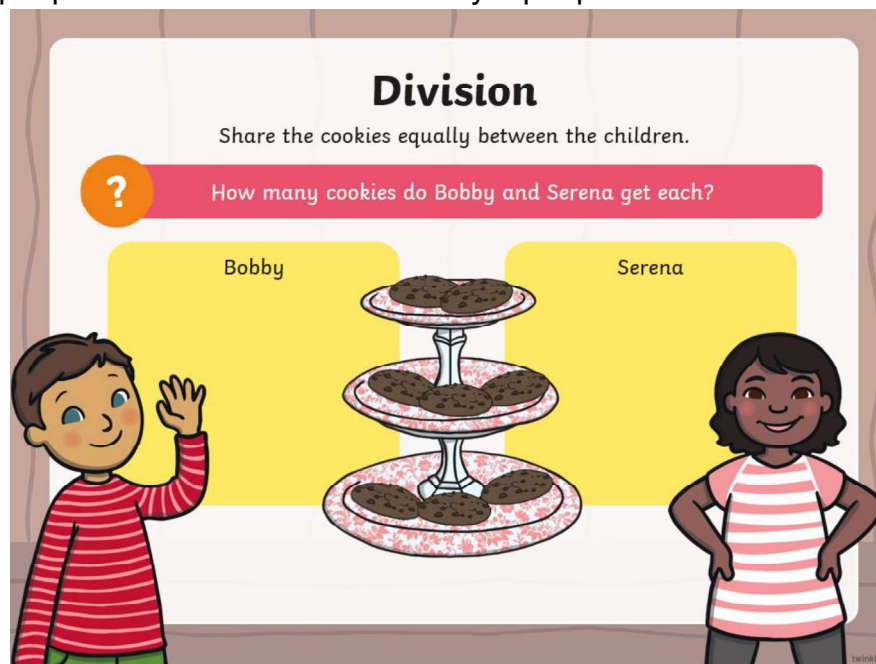 Division
Share the cookies equally between the children.
?
How many cookies do Bobby and Serena get each?
Bobby
Serena